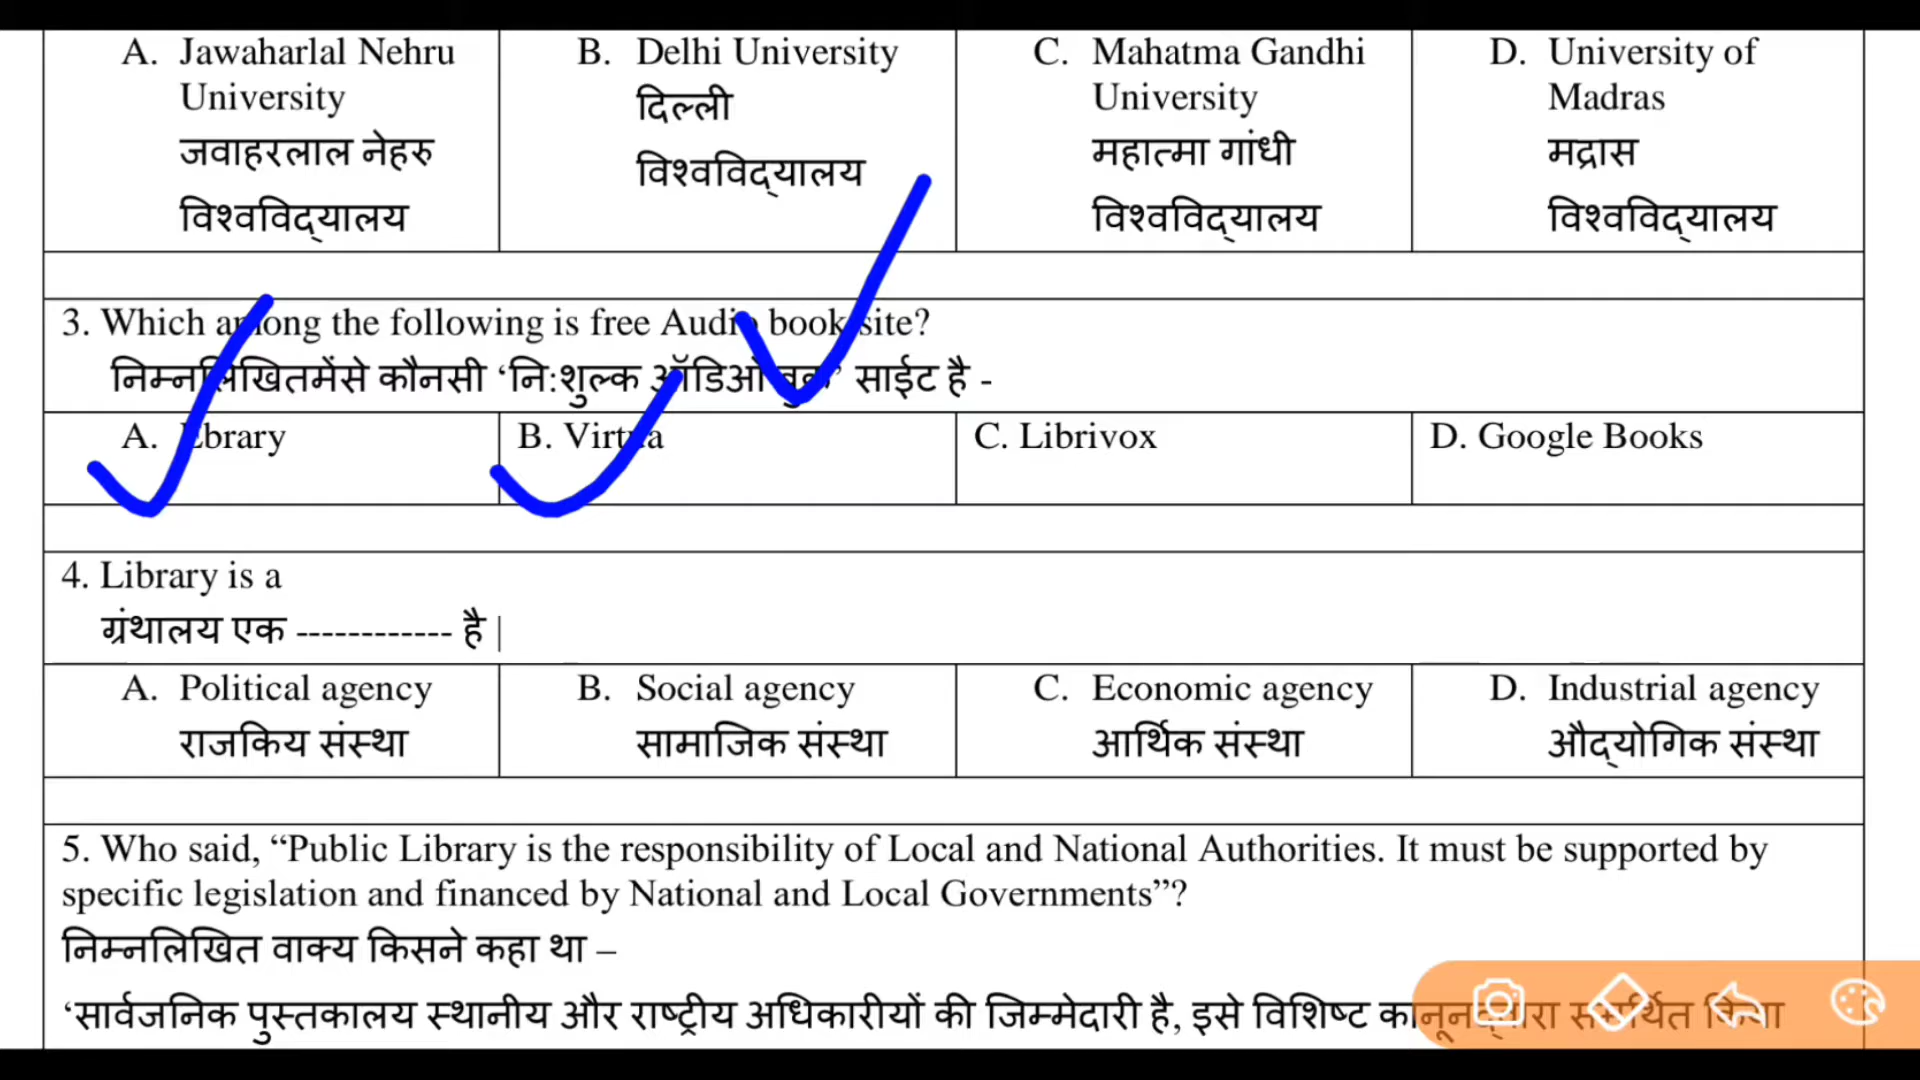 A. Jawaharlal Nehru
University
जवाहरलाल नेहरु
विश्वविद्यालय
B. Delhi University
दिल्ली
विश्वविद्यालय
C. Mahatma Gandhi
University
महात्मा गांधी
विश्वविद्यालय
D. University of
Madras
मद्रास
विश्वविद्यालय
3. Which among the following is free Audio book site?
निम्नलिखितमेंसे कौनसी ‘नि:शुल्क ऑडिओ बुक’ साईट है -
A. Ebrary
B. Virtua
C. Librivox
D. Google Books
4. Library is a
ग्रंथालय एक ------------ है |
A. Political agency
राजकिय संस्था
B. Social agency
सामाजिक संस्था
C. Economic agency
आर्थिक संस्था
D. Industrial agency
औद्योगिक संस्था
5. Who said, “Public Library is the responsibility of Local and National Authorities. It must be supported by
specific legislation and financed by National and Local Governments”?
निम्नलिखित वाक्य किसने कहा था –
‘सार्वजनिक पुस्तकालय स्थानीय और राष्ट्रीय अधिकारीयों की जिम्मेदारी है, इसे विशिष्ट कानूनद्वारा समर्थित किया